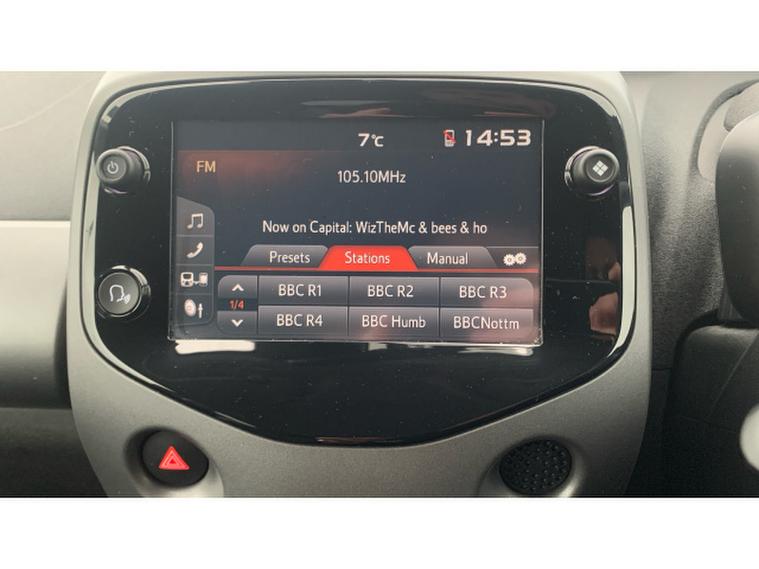 7°C
14:53
FM
105.10MHz
Now on Capital: WizTheMc & bees & ho
Presets Stations Manual
BBC R1 BBC R2 BBC R3
1/4
BBC R4 BBC Humb BBCNottm